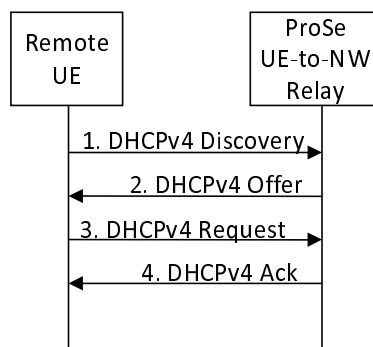 Remote
UE
ProSe
UE-to-NW
Relay
1. DHCPv4 Discovery
2. DHCPv4 Offer
3. DHCPv4 Request
4. DHCPv4 Ack